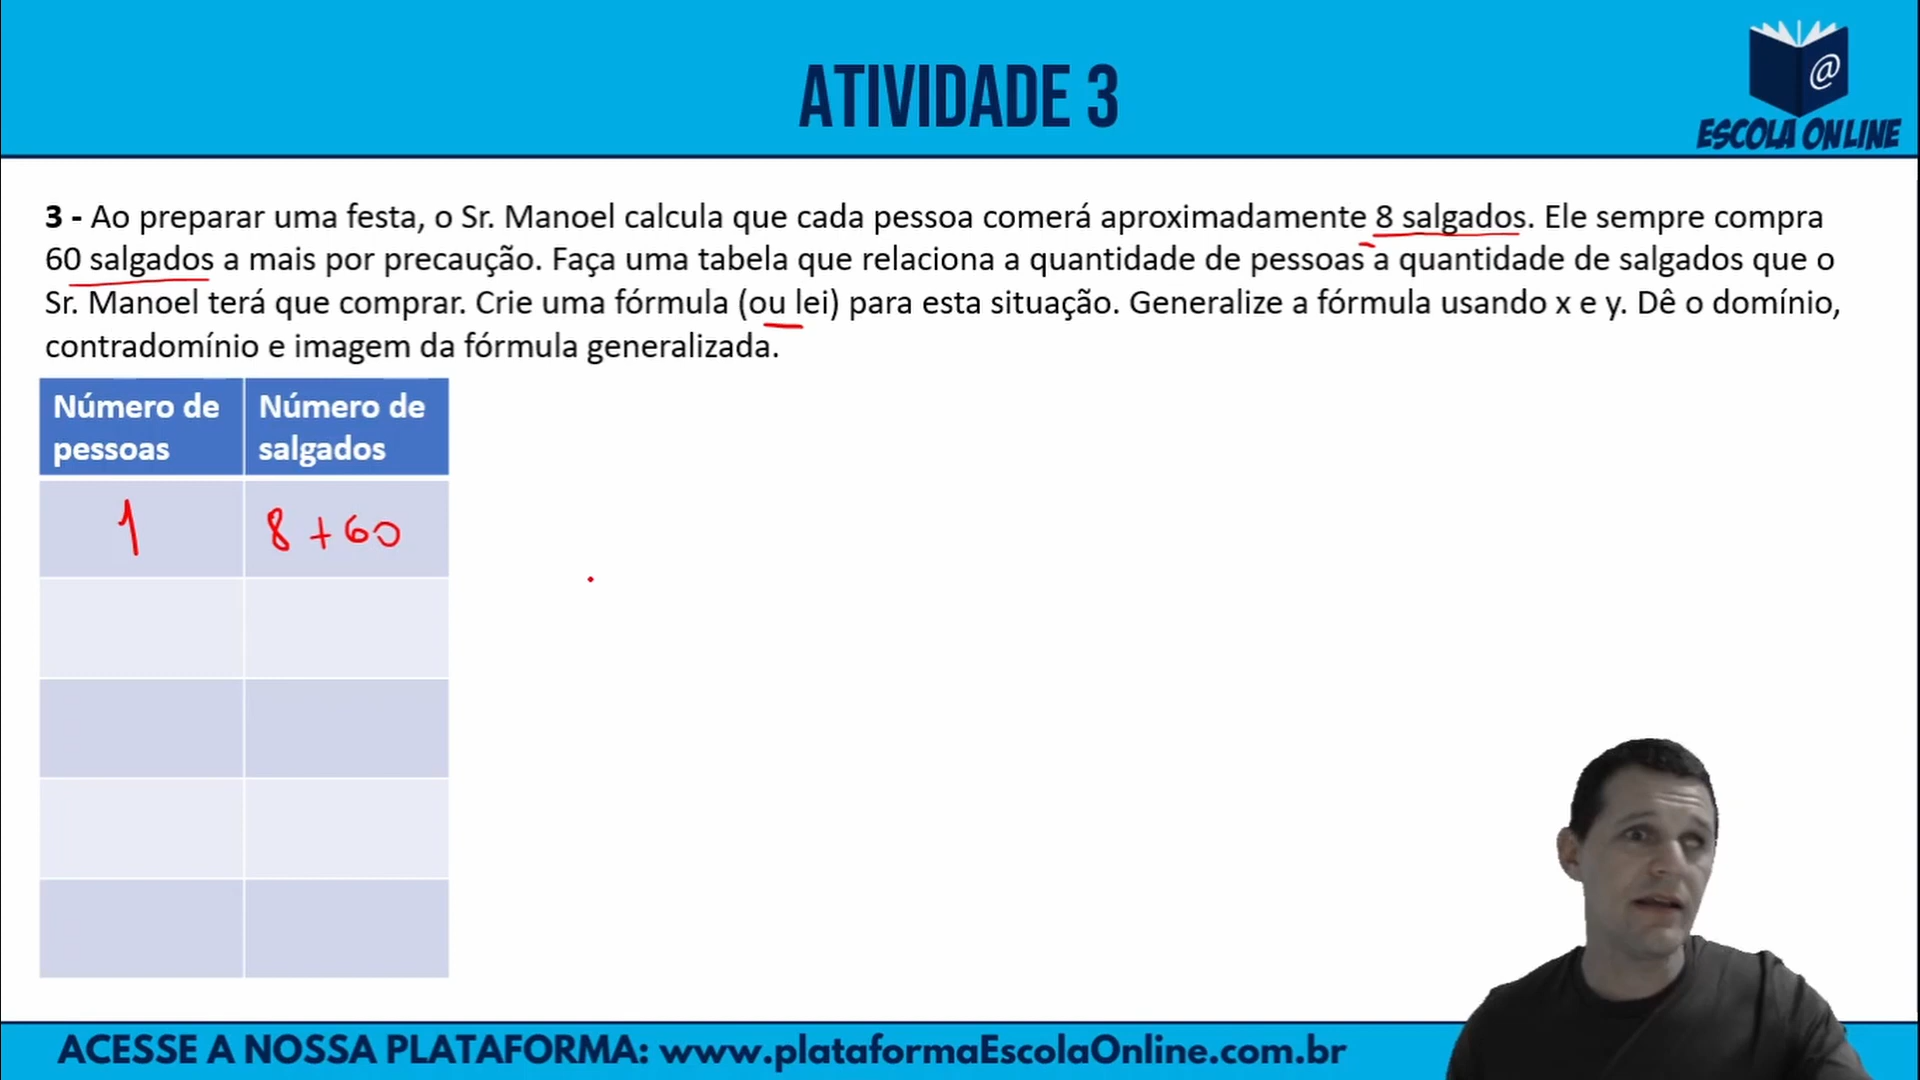 ATIVIDADE 3
@
ESCOLA ONLINE
3 - Ao preparar uma festa, o Sr. Manoel calcula que cada pessoa comerá aproximadamente 8 salgados. Ele sempre compra
60 salgados a mais por precaução. Faça uma tabela que relaciona a quantidade de pessoas a quantidade de salgados que o
Sr. Manoel terá que comprar. Crie uma fórmula (ou lei) para esta situação. Generalize a fórmula usando x e y. Dê o domínio,
contradomínio e imagem da fórmula generalizada.
Número de pessoas
Número de salgados
1
8 + 60
ACESSE A NOSSA PLATAFORMA: www.plataformaEscolaOnline.com.br